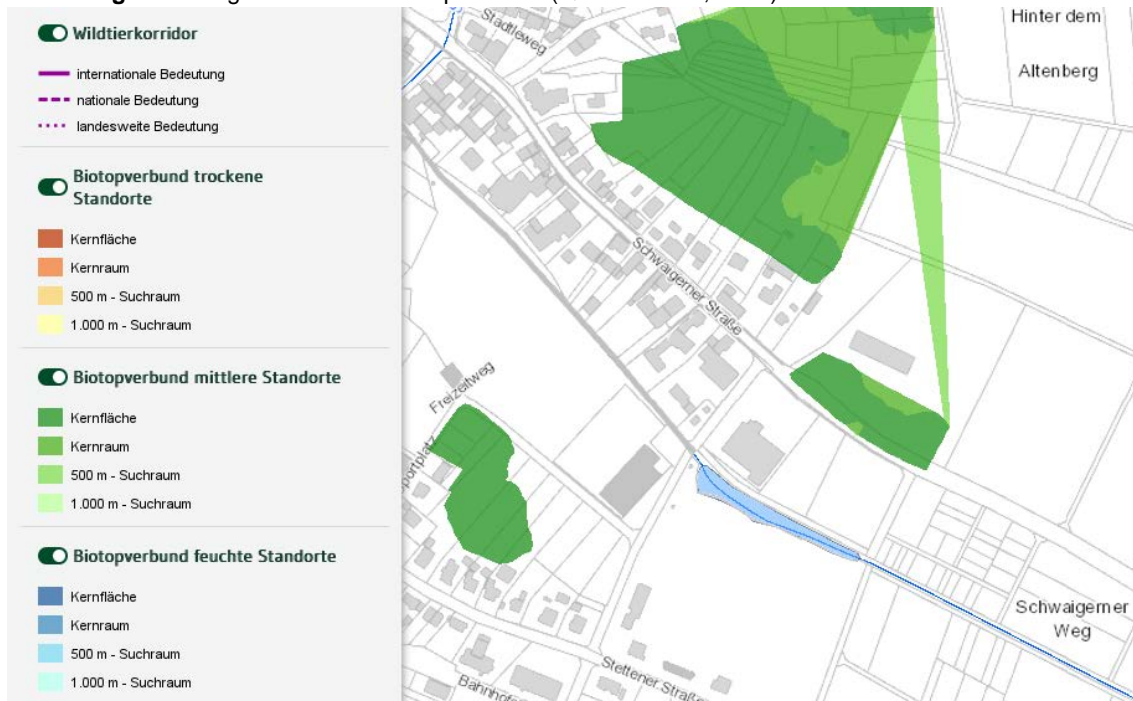 Wildtierkorridor
internationale Bedeutung
nationale Bedeutung
landesweite Bedeutung
Biotopverbund trockene
Standorte
Kernfläche
Kernraum
500 m - Suchraum
1.000 m - Suchraum
Biotopverbund mittlere Standorte
Kernfläche
Kernraum
500 m - Suchraum
1.000 m - Suchraum
Biotopverbund feuchte Standorte
Kernfläche
Kernraum
500 m - Suchraum
1.000 m - Suchraum
Stadtleweg
Hinter dem
Altenberg
Schwaigerner Straße
Freizeitweg
Schwaigerner
Weg
Stettener Straße